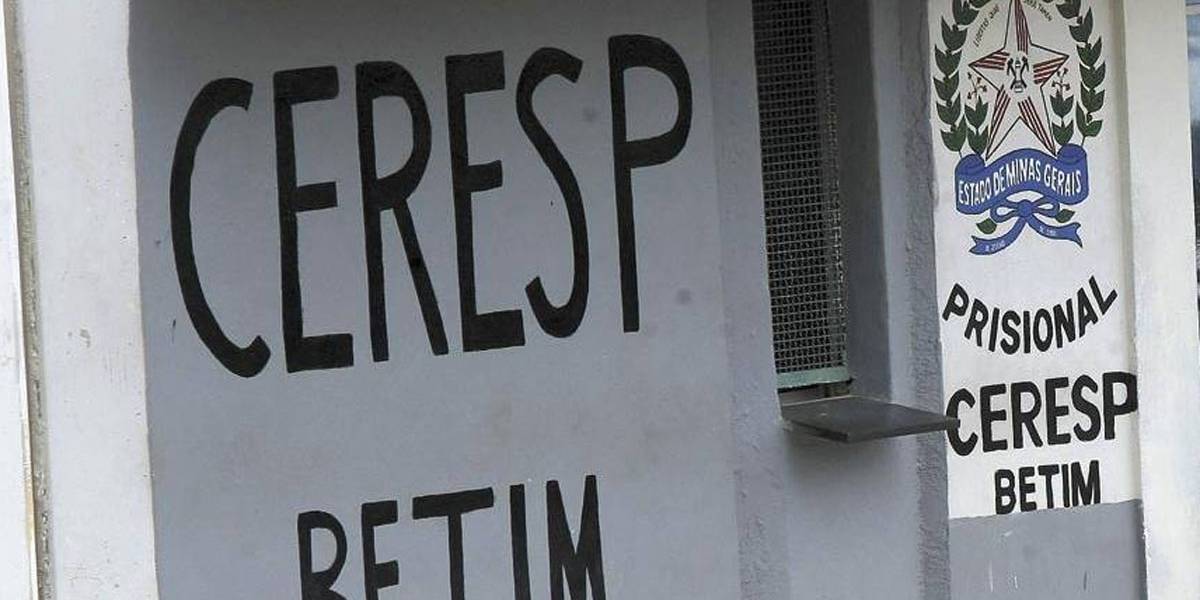 CERESP
BETIM
ESTADO DE MINAS GERAIS
PRISIONAL
CERESP
BETIM